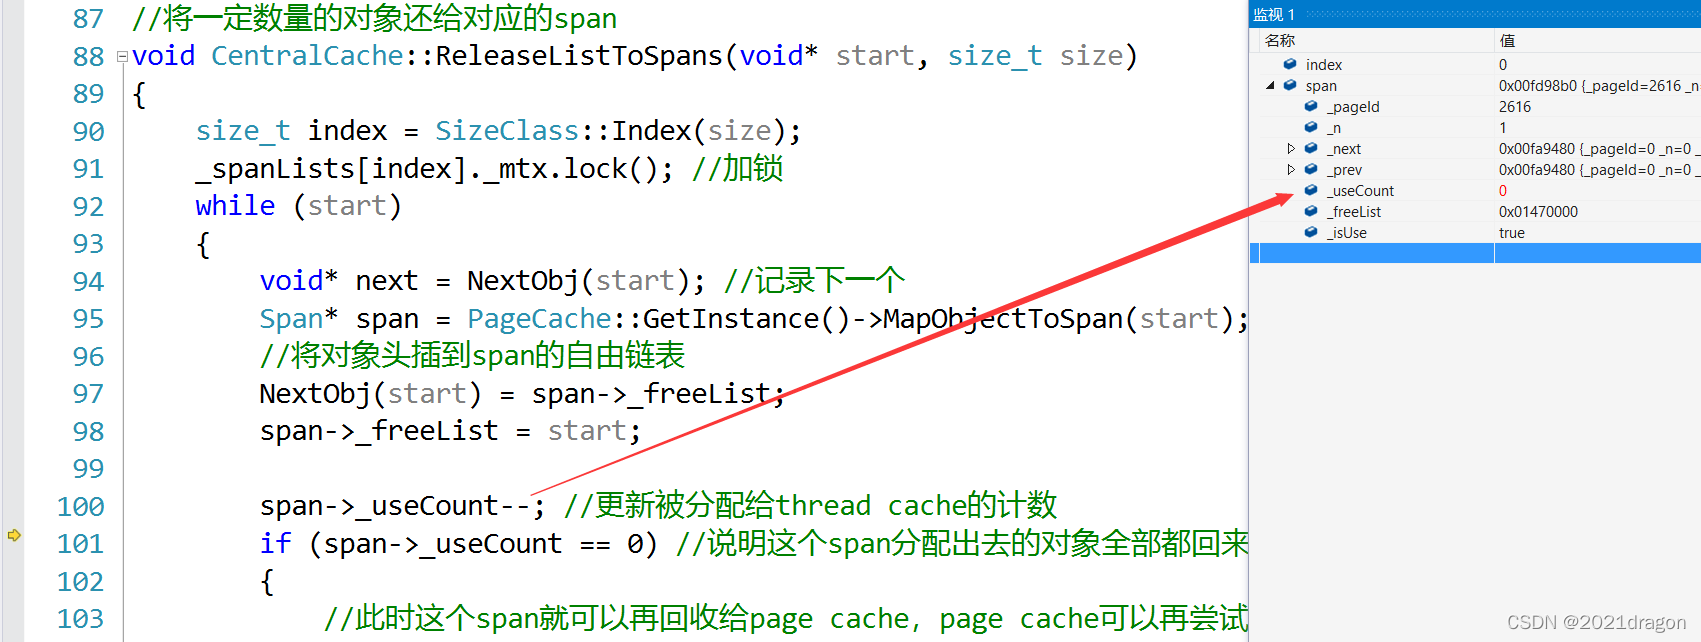 87 //将一定数量的对象还给对应的span
88 void CentralCache::ReleaseListToSpans(void* start, size_t size)
89 {
90 size_t index = SizeClass::Index(size);
91 _spanLists[index]._mtx.lock(); //加锁
92 while (start)
93 {
94 void* next = NextObj(start); //记录下一个
95 Span* span = PageCache::GetInstance()->MapObjectToSpan(start);
96 //将对象头插到span的自由链表
97 NextObj(start) = span->_freeList;
98 span->_freeList = start;
99
100 span->_useCount--; //更新被分配给thread cache的计数
101 if (span->_useCount == 0) //说明这个span分配出去的对象全部都回来
102 {
103 //此时这个span就可以再回收给page cache，page cache可以再尝试
监视 1
名称 值
index 0
span 0x00fd98b0 {_pageId=2616 _n=
_pageId 2616
_n 1
_next 0x00fa9480 {_pageId=0 _n=0 _
_prev 0x00fa9480 {_pageId=0 _n=0 _
_useCount 0
_freeList 0x01470000
_isUse true
CSDN @2021dragon